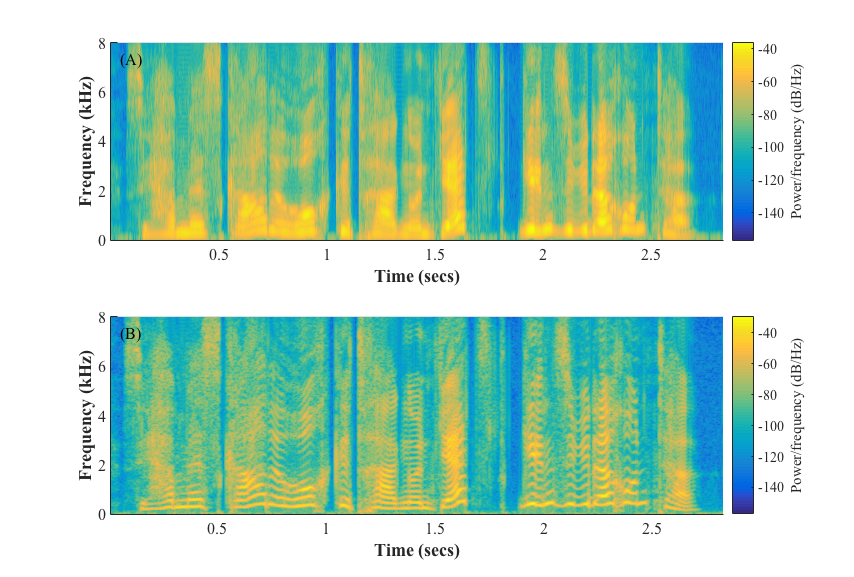 (A)
8
6
4
2
0
Frequency (kHz)
0.5 1 1.5 2 2.5
Time (secs)
-40
-60
-80
-100
-120
-140
Power/frequency (dB/Hz)
(B)
8
6
4
2
0
Frequency (kHz)
0.5 1 1.5 2 2.5
Time (secs)
-40
-60
-80
-100
-120
-140
Power/frequency (dB/Hz)